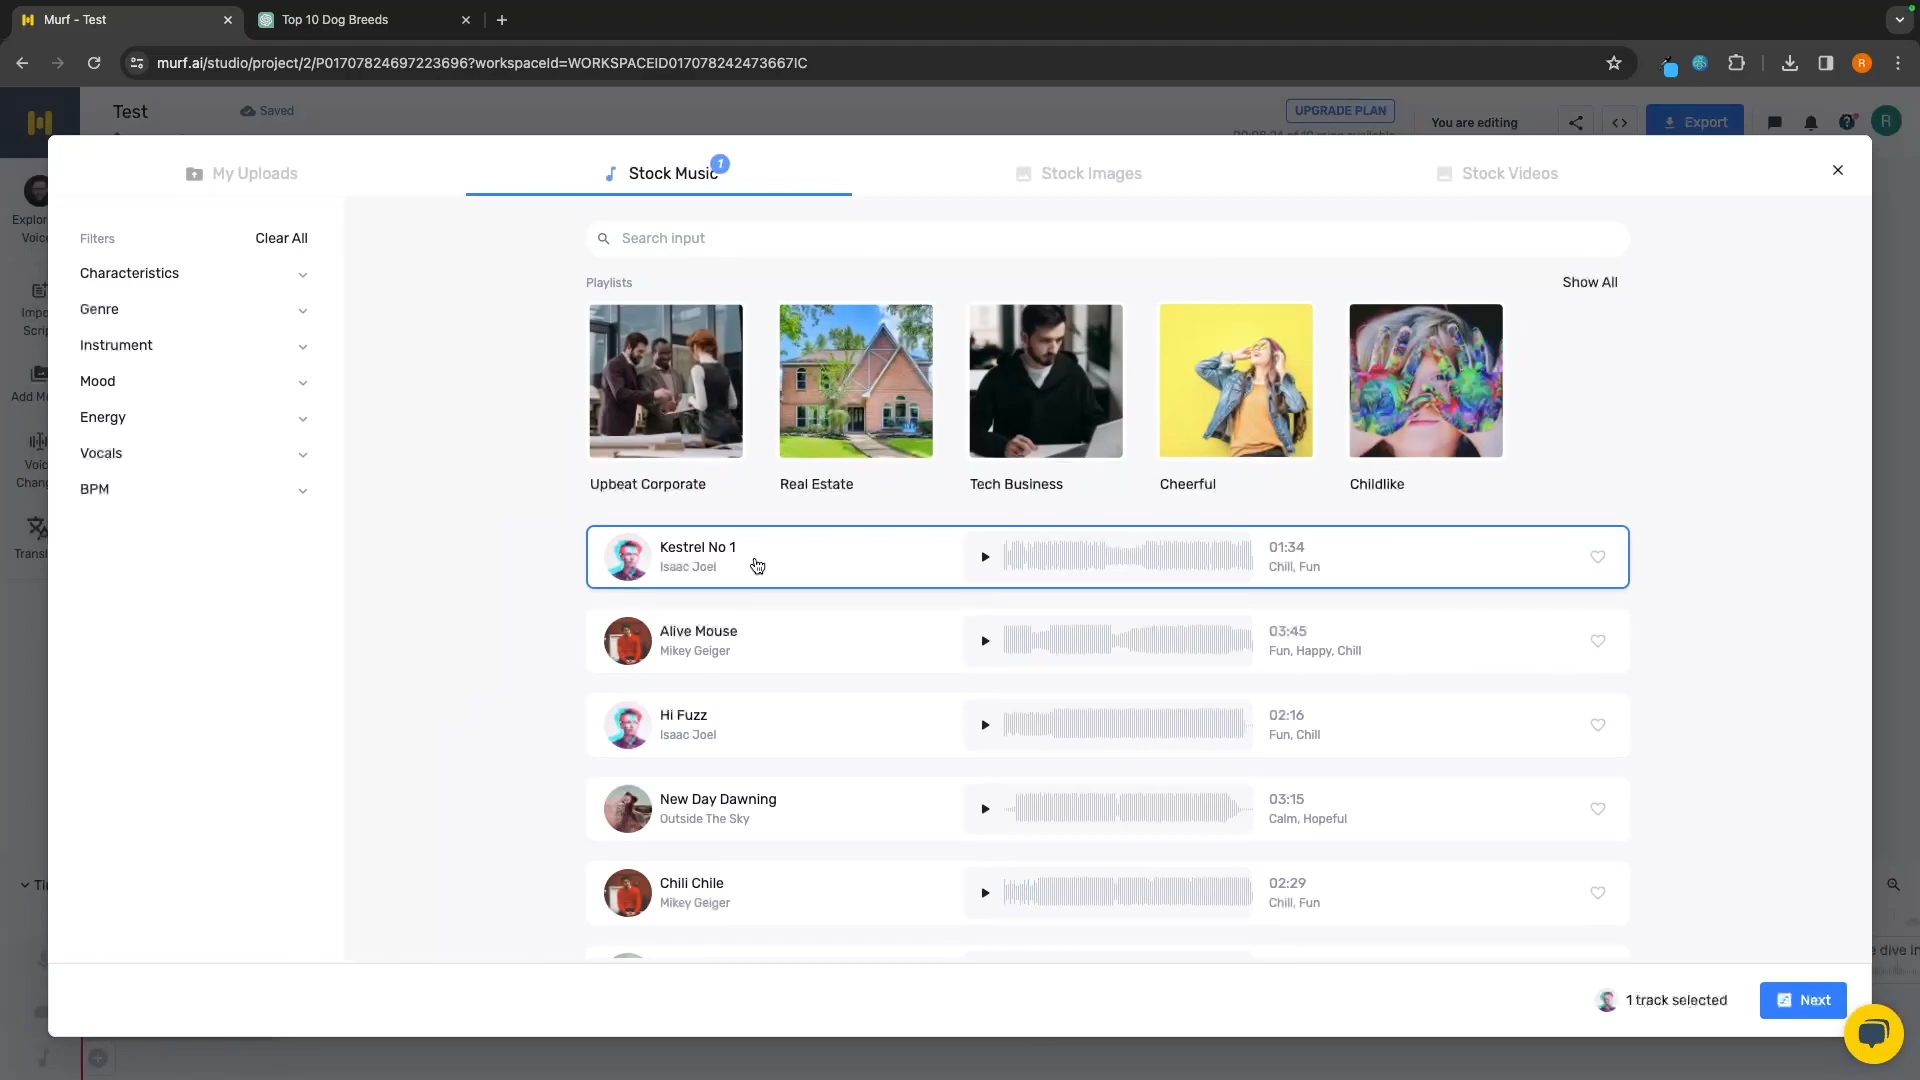 Murf - Test
Top 10 Dog Breeds
murf.ai/studio/project/2/P01707824697223696?workspaceId=WORKSPACEID017078242473667IC
R
Test
Saved
UPGRADE PLAN
You are editing
Export
R
My Uploads
Stock Music
1
Stock Images
Stock Videos
Filters
Clear All
Characteristics
Genre
Instrument
Mood
Energy
Vocals
BPM
Search input
Playlists
Show All
Upbeat Corporate
Real Estate
Tech Business
Cheerful
Childlike
Kestrel No 1
Isaac Joel
01:34
Chill, Fun
Alive Mouse
Mikey Geiger
03:45
Fun, Happy, Chill
Hi Fuzz
Isaac Joel
02:16
Fun, Chill
New Day Dawning
Outside The Sky
03:15
Calm, Hopeful
Chili Chile
Mikey Geiger
02:29
Chill, Fun
1 track selected
Next
dive in